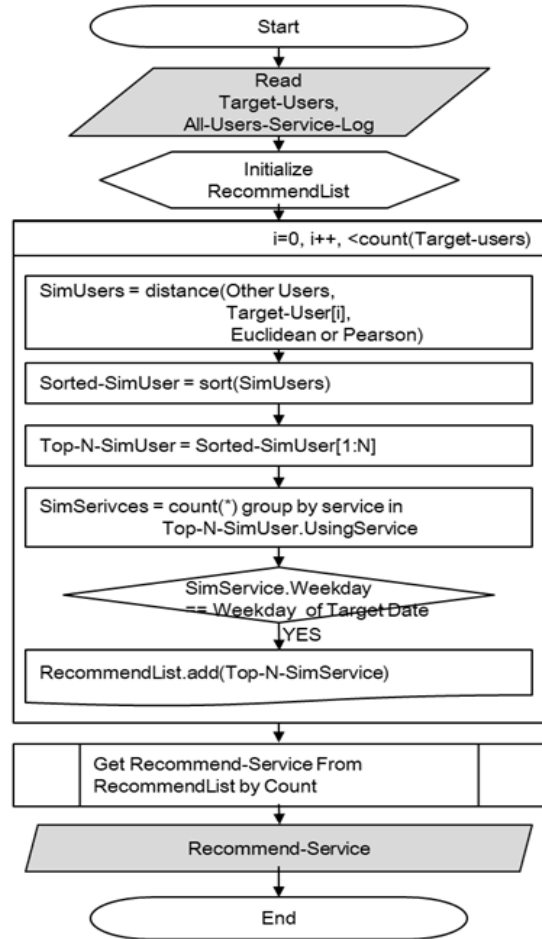 Start
Read
Target-Users,
All-Users-Service-Log
Initialize
RecommendList
i=0, i++, <count(Target-users)
SimUsers = distance(Other Users,
Target-User[i],
Euclidean or Pearson)
Sorted-SimUser = sort(SimUsers)
Top-N-SimUser = Sorted-SimUser[1:N]
SimSerivces = count(*) group by service in
Top-N-SimUser.UsingService
SimService.Weekday
== Weekday of Target Date
YES
RecommendList.add(Top-N-SimService)
Get Recommend-Service From
RecommendList by Count
Recommend-Service
End